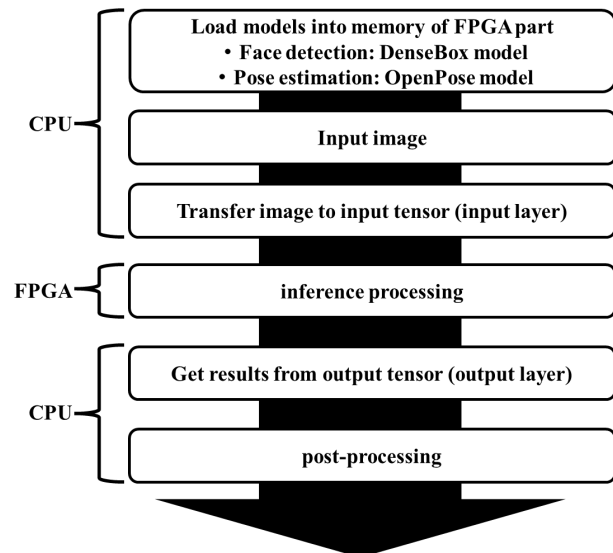 Load models into memory of FPGA part
• Face detection: DenseBox model
• Pose estimation: OpenPose model
CPU
Input image
Transfer image to input tensor (input layer)
FPGA
inference processing
Get results from output tensor (output layer)
CPU
post-processing